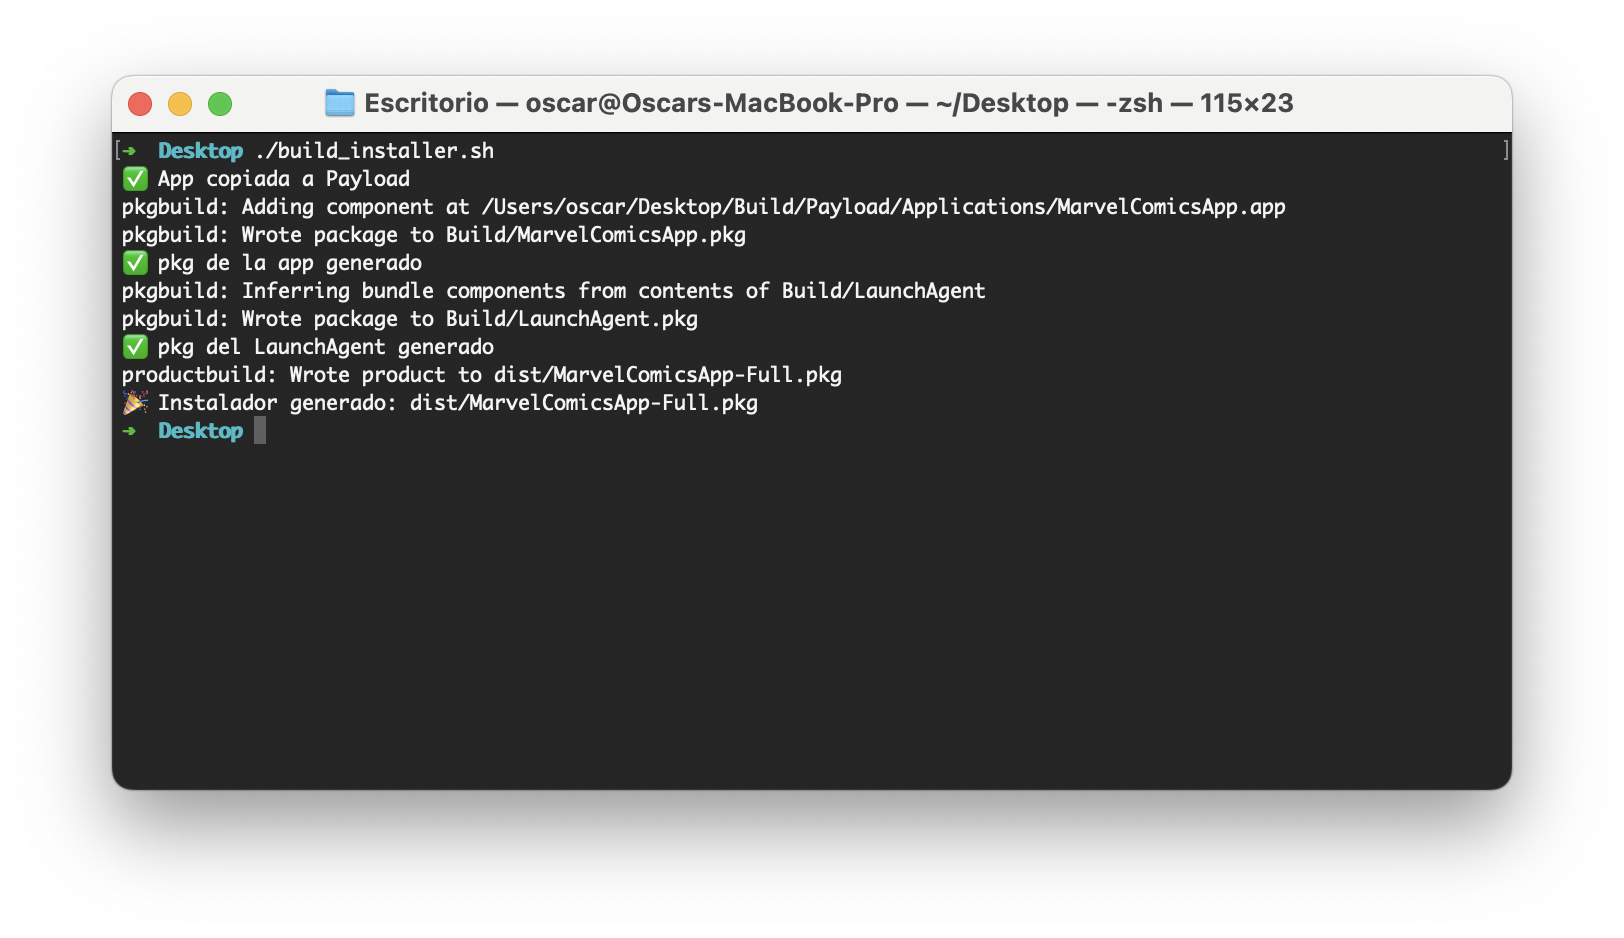 Escritorio — oscar@Oscars-MacBook-Pro — ~/Desktop — -zsh — 115×23
[➜ Desktop ./build_installer.sh ]
✅ App copiada a Payload
pkgbuild: Adding component at /Users/oscar/Desktop/Build/Payload/Applications/MarvelComicsApp.app
pkgbuild: Wrote package to Build/MarvelComicsApp.pkg
✅ pkg de la app generado
pkgbuild: Inferring bundle components from contents of Build/LaunchAgent
pkgbuild: Wrote package to Build/LaunchAgent.pkg
✅ pkg del LaunchAgent generado
productbuild: Wrote product to dist/MarvelComicsApp-Full.pkg
🎉 Instalador generado: dist/MarvelComicsApp-Full.pkg
➜ Desktop